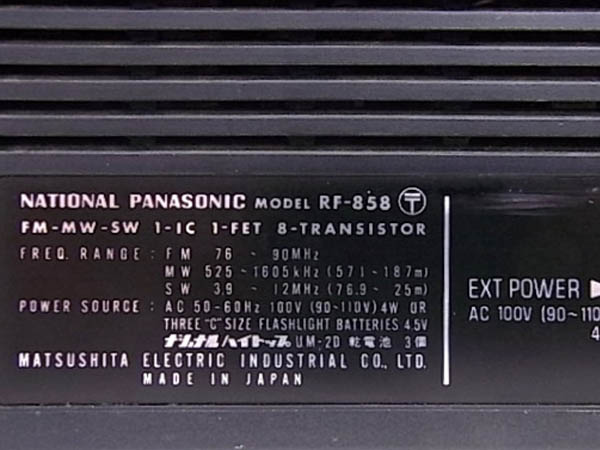 NATIONAL PANASONIC MODEL RF-858 〒
FM-MW-SW 1-IC 1-FET 8-TRANSISTOR
FREQ. RANGE : FM 76 ~ 90MHz
MW 525~1605kHz (571~187m)
SW 3.9~ 12MHz (76.9~ 25m)
POWER SOURCE : AC 50-60Hz 100V (90~110V) 4W OR
THREE "C" SIZE FLASHLIGHT BATTERIES 4.5V
ナショナルハイトップ UM-2D 乾電池 3個
MATSUSHITA ELECTRIC INDUSTRIAL CO., LTD.
MADE IN JAPAN
EXT POWER ▶
AC 100V (90~110
4